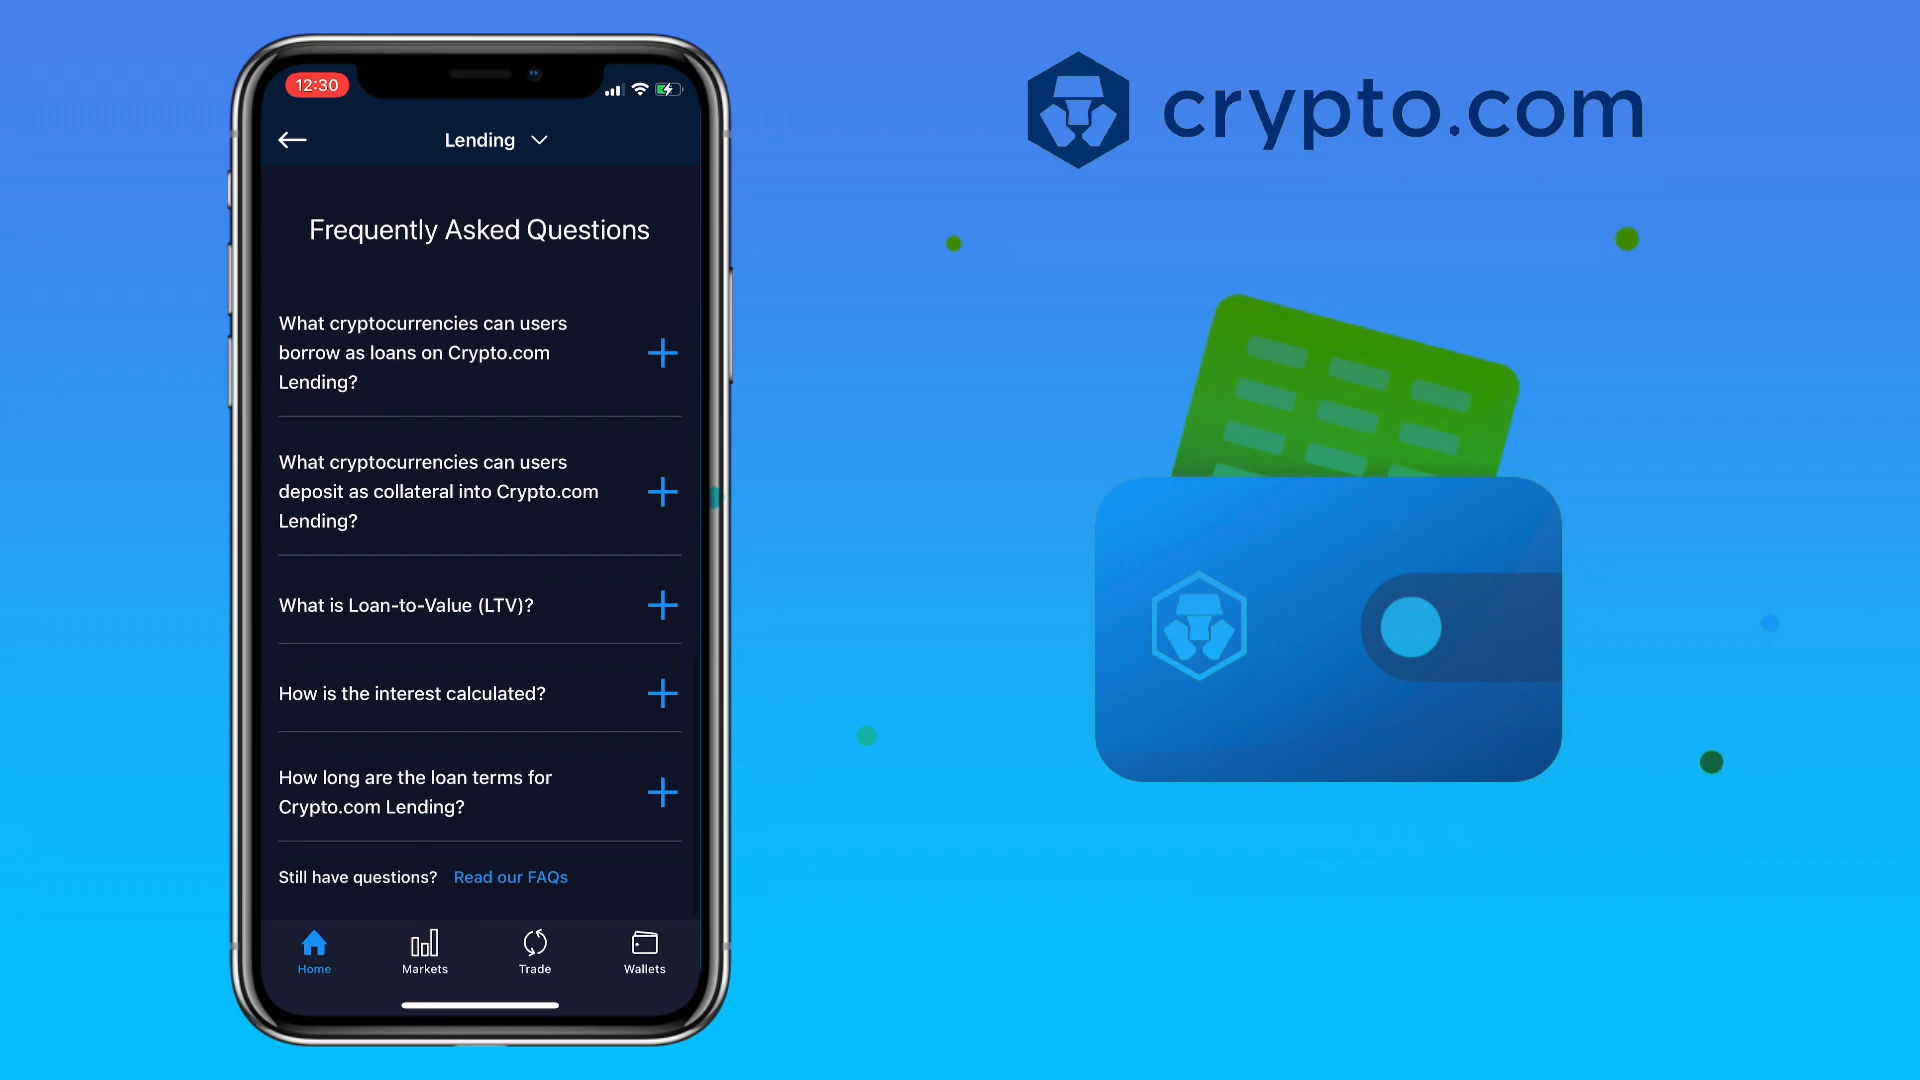 12:30
Lending
Frequently Asked Questions
What cryptocurrencies can users
borrow as loans on Crypto.com
Lending?
What cryptocurrencies can users
deposit as collateral into Crypto.com
Lending?
What is Loan-to-Value (LTV)?
How is the interest calculated?
How long are the loan terms for
Crypto.com Lending?
Still have questions? Read our FAQs
Home Markets Trade Wallets
crypto.com